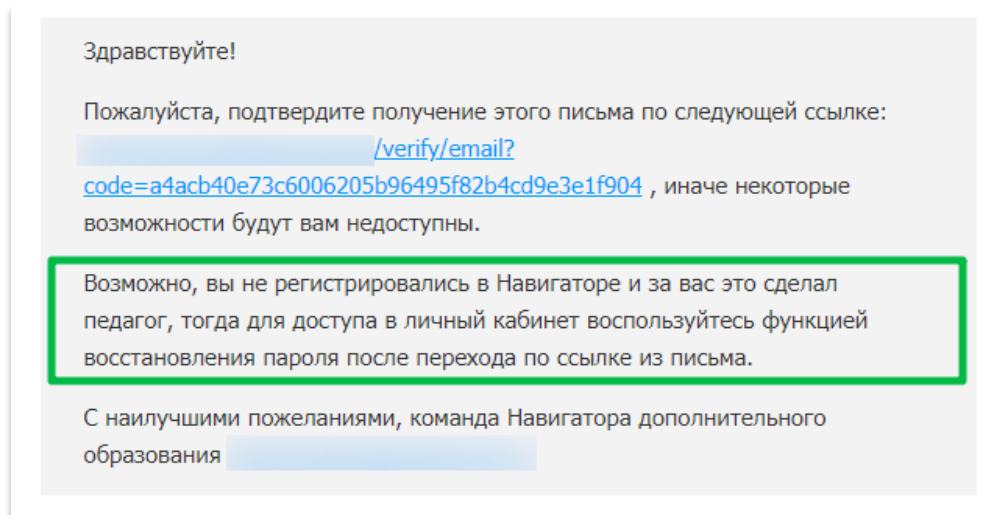 Здравствуйте!
Пожалуйста, подтвердите получение этого письма по следующей ссылке:
/verify/email?
code=a4acb40e73c6006205b96495f82b4cd9e3e1f904 , иначе некоторые
возможности будут вам недоступны.
Возможно, вы не регистрировались в Навигаторе и за вас это сделал
педагог, тогда для доступа в личный кабинет воспользуйтесь функцией
восстановления пароля после перехода по ссылке из письма.
С наилучшими пожеланиями, команда Навигатора дополнительного
образования